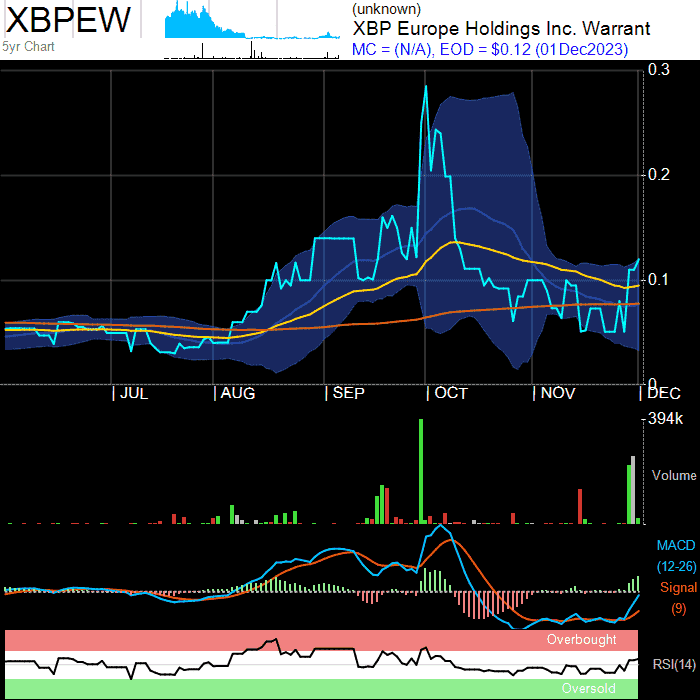 XBPEW
5yr Chart
(unknown)
XBP Europe Holdings Inc. Warrant
MC = (N/A), EOD = $0.12 (01Dec2023)
0.3
0.2
0.1
0
JUL AUG SEP OCT NOV DEC
394k
Volume
MACD
(12-26)
Signal
(9)
Overbought
RSI(14)
Oversold